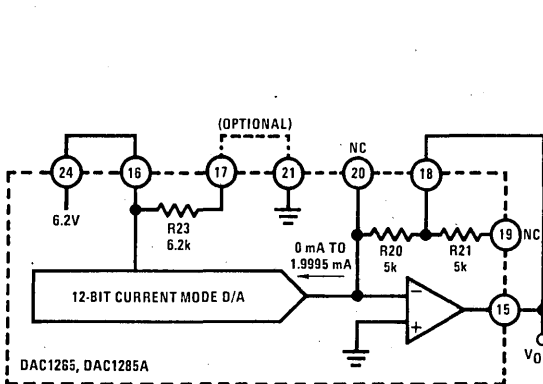 (OPTIONAL)
NC
24
16
17
21
20
18
6.2V
R23
6.2k
0 mA TO
1.9995 mA
R20
5k
R21
5k
19
NC
12-BIT CURRENT MODE D/A
−
+
15
VO
DAC1265, DAC1285A